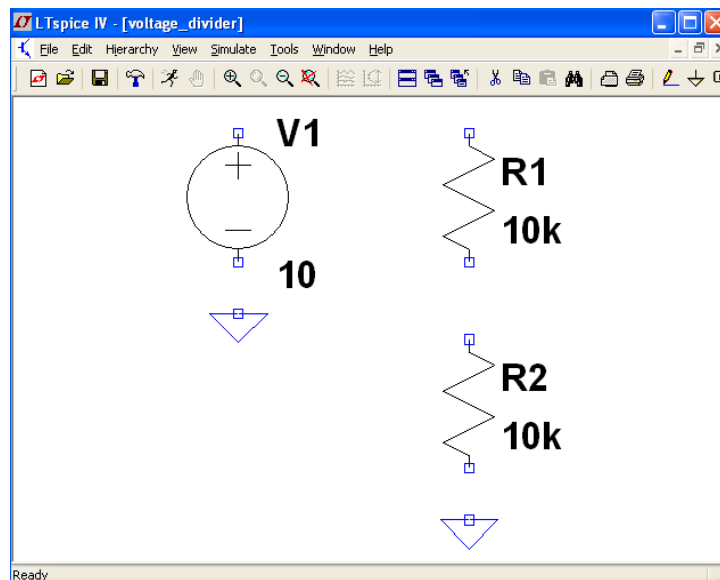 LTspice IV - [voltage_divider]
File Edit Hierarchy View Simulate Tools Window Help
V1
10
R1
10k
R2
10k
Ready